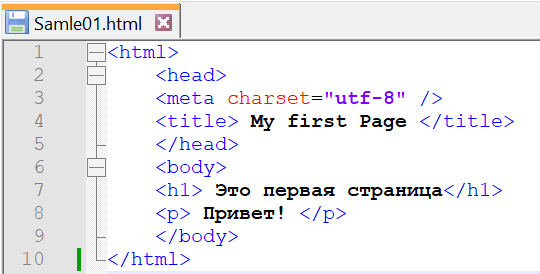 Samle01.html
1 <html>
2 <head>
3 <meta charset="utf-8" />
4 <title> My first Page </title>
5 </head>
6 <body>
7 <h1> Это первая страница</h1>
8 <p> Привет! </p>
9 </body>
10 </html>